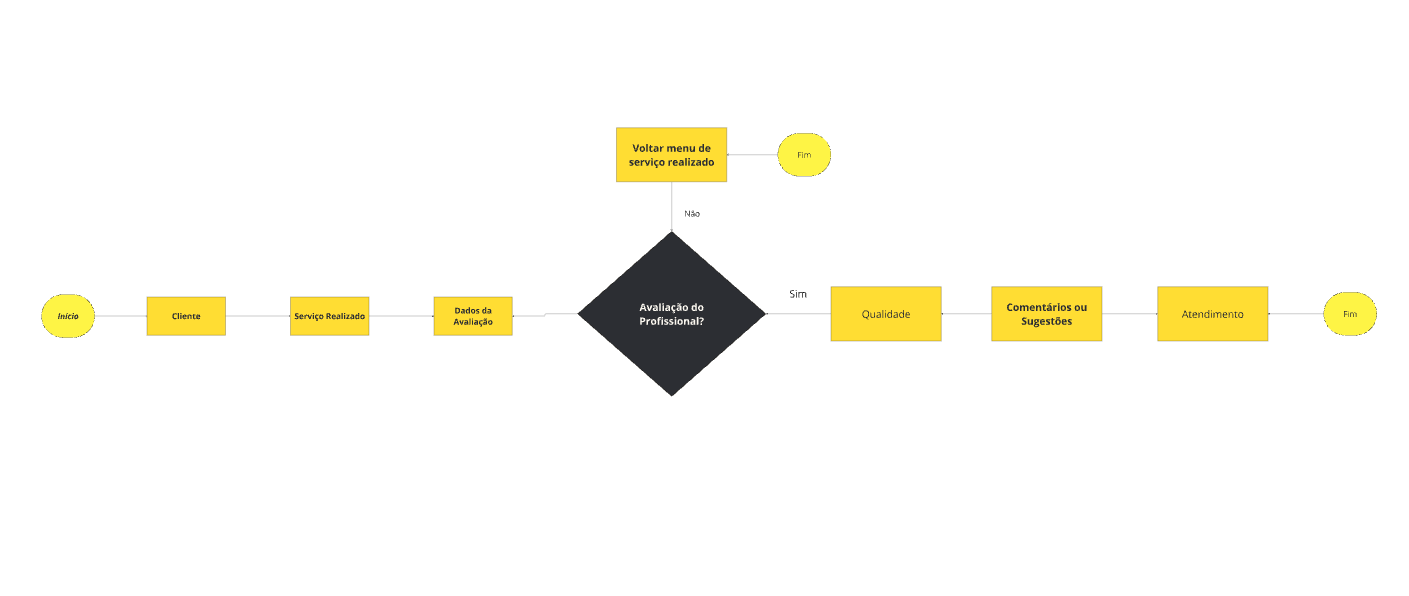 Voltar menu de
serviço realizado
Fim
Não
Início
Cliente
Serviço Realizado
Dados da
Avaliação
Avaliação do
Profissional?
Sim
Qualidade
Comentários ou
Sugestões
Atendimento
Fim